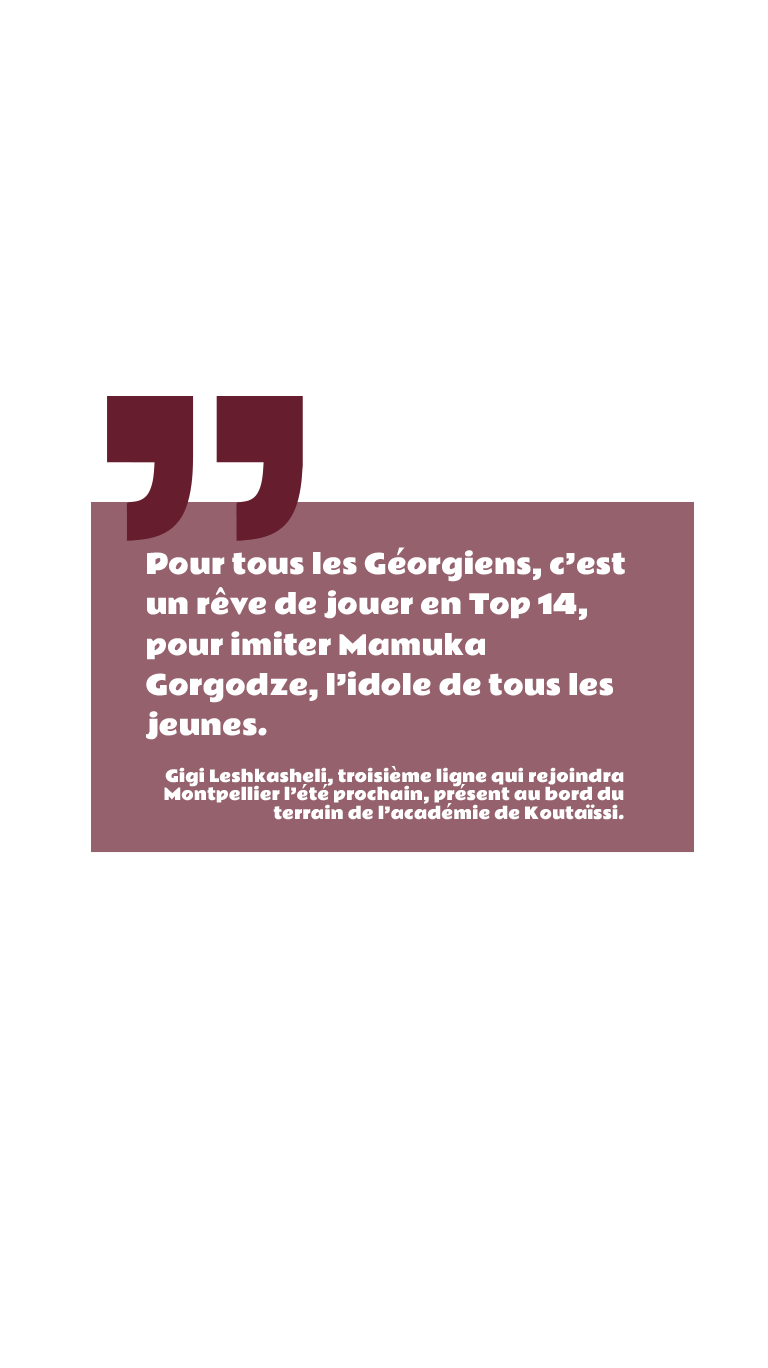 ”
Pour tous les Géorgiens, c’est
un rêve de jouer en Top 14,
pour imiter Mamuka
Gorgodze, l’idole de tous les
jeunes.
Gigi Leshkasheli, troisième ligne qui rejoindra
Montpellier l’été prochain, présent au bord du
terrain de l’académie de Koutaïssi.